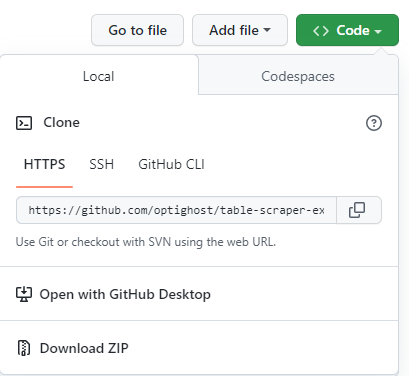 Go to file Add file <> Code
Local Codespaces
Clone
HTTPS SSH GitHub CLI
https://github.com/optighost/table-scraper-ex
Use Git or checkout with SVN using the web URL.
Open with GitHub Desktop
Download ZIP